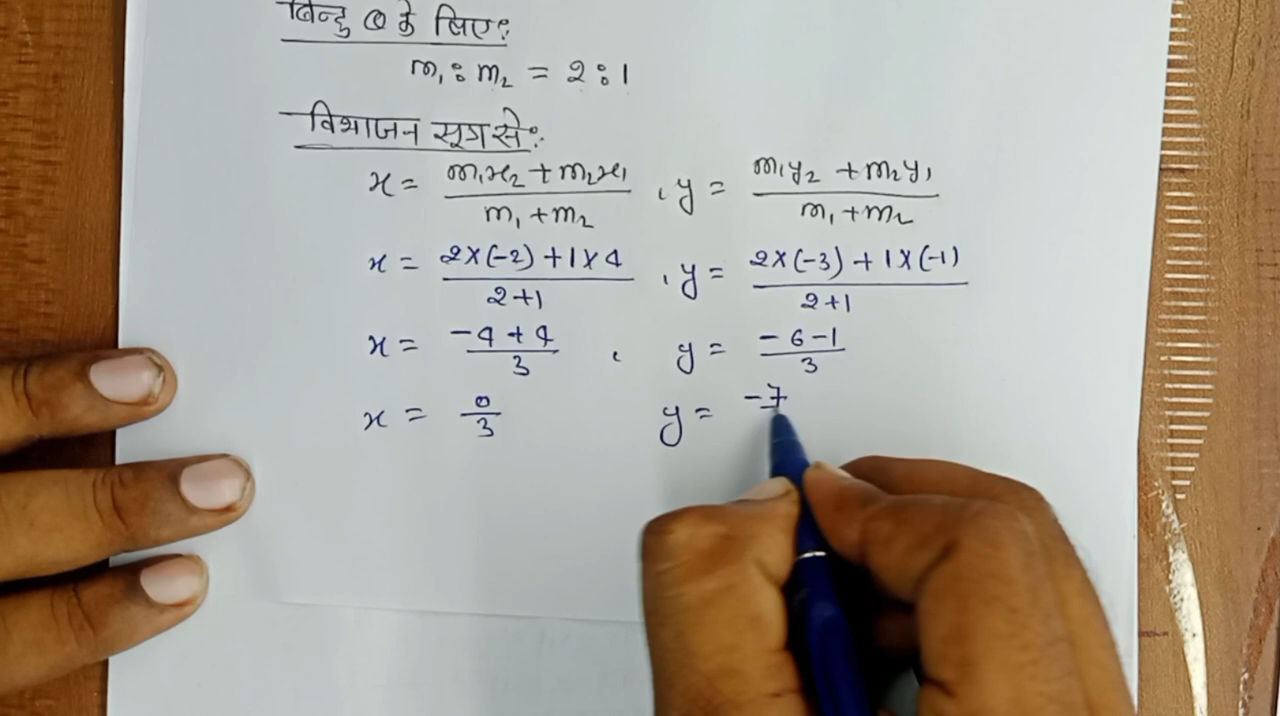 बिन्दु Q के लिए:
m₁ : m₂ = 2 : 1
विभाजन सूत्र से:
x = (m₁x₂ + m₂x₁)/(m₁ + m₂) , y = (m₁y₂ + m₂y₁)/(m₁ + m₂)
x = (2×(-2) + 1×4)/(2+1) , y = (2×(-3) + 1×(-1))/(2+1)
x = (-4 + 4)/3 , y = (-6 - 1)/3
x = 0/3 y = -7